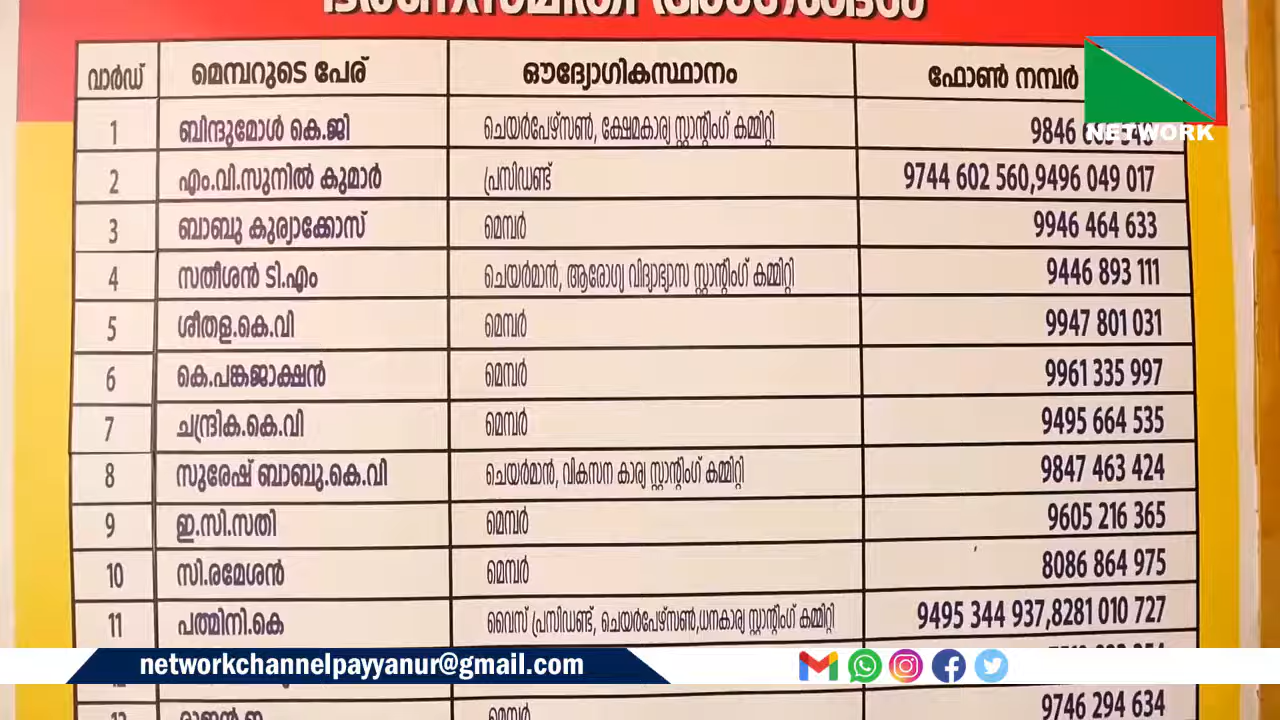 ഭരണസമിതി അംഗങ്ങൾ
വാർഡ് മെമ്പറുടെ പേര് ഔദ്യോഗികസ്ഥാനം ഫോൺ നമ്പർ
NETWORK
1 ബിന്ദുമോൾ കെ.ജി ചെയർപേഴ്സൺ, ക്ഷേമകാര്യ സ്റ്റാന്റിംഗ് കമ്മിറ്റി 9846
2 എം.വി.സുനിൽ കുമാർ പ്രസിഡണ്ട് 9744 602 560,9496 049 017
3 ബാബു കുര്യാക്കോസ് മെമ്പർ 9946 464 633
4 സതീശൻ ടി.എം ചെയർമാൻ, ആരോഗ്യ വിദ്യാഭ്യാസ സ്റ്റാന്റിംഗ് കമ്മിറ്റി 9446 893 111
5 ശീതള.കെ.വി മെമ്പർ 9947 801 031
6 കെ.പങ്കജാക്ഷൻ മെമ്പർ 9961 335 997
7 ചന്ദ്രിക.കെ.വി മെമ്പർ 9495 664 535
8 സുരേഷ് ബാബു.കെ.വി ചെയർമാൻ, വികസന കാര്യ സ്റ്റാന്റിംഗ് കമ്മിറ്റി 9847 463 424
9 ഇ.സി.സതി മെമ്പർ 9605 216 365
10 സി.രമേശൻ മെമ്പർ 8086 864 975
11 പത്മിനി.കെ വൈസ് പ്രസിഡണ്ട്, ചെയർപേഴ്സൺ,ധനകാര്യ സ്റ്റാന്റിംഗ് കമ്മിറ്റി 9495 344 937,8281 010 727
networkchannelpayyanur@gmail.com
മെമ്പർ 9746 294 634